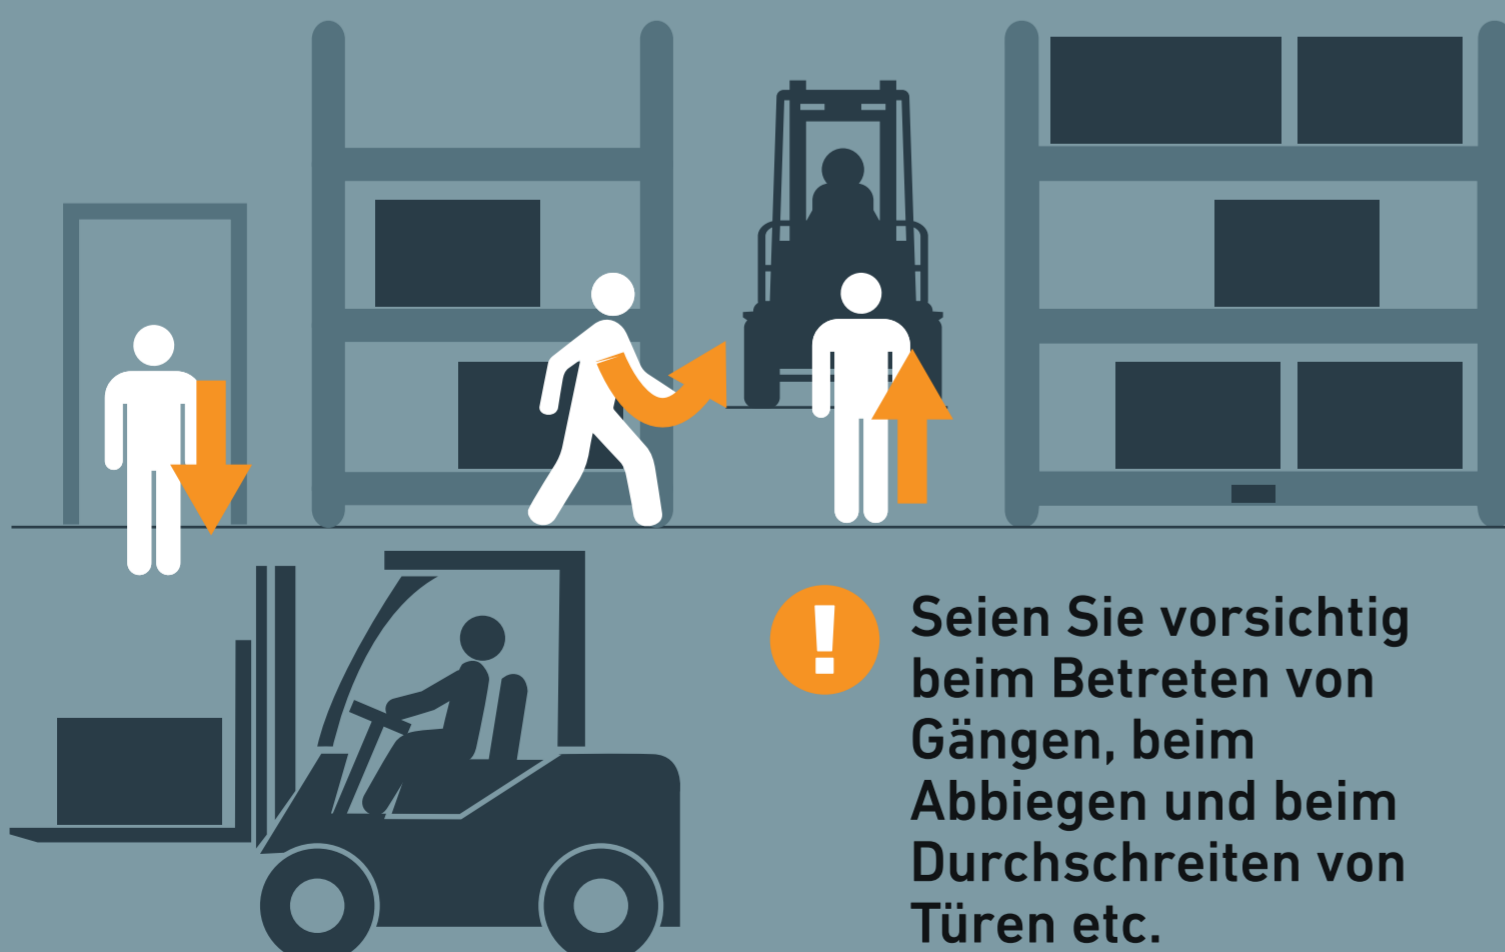 !
Seien Sie vorsichtig
beim Betreten von
Gängen, beim
Abbiegen und beim
Durchschreiten von
Türen etc.